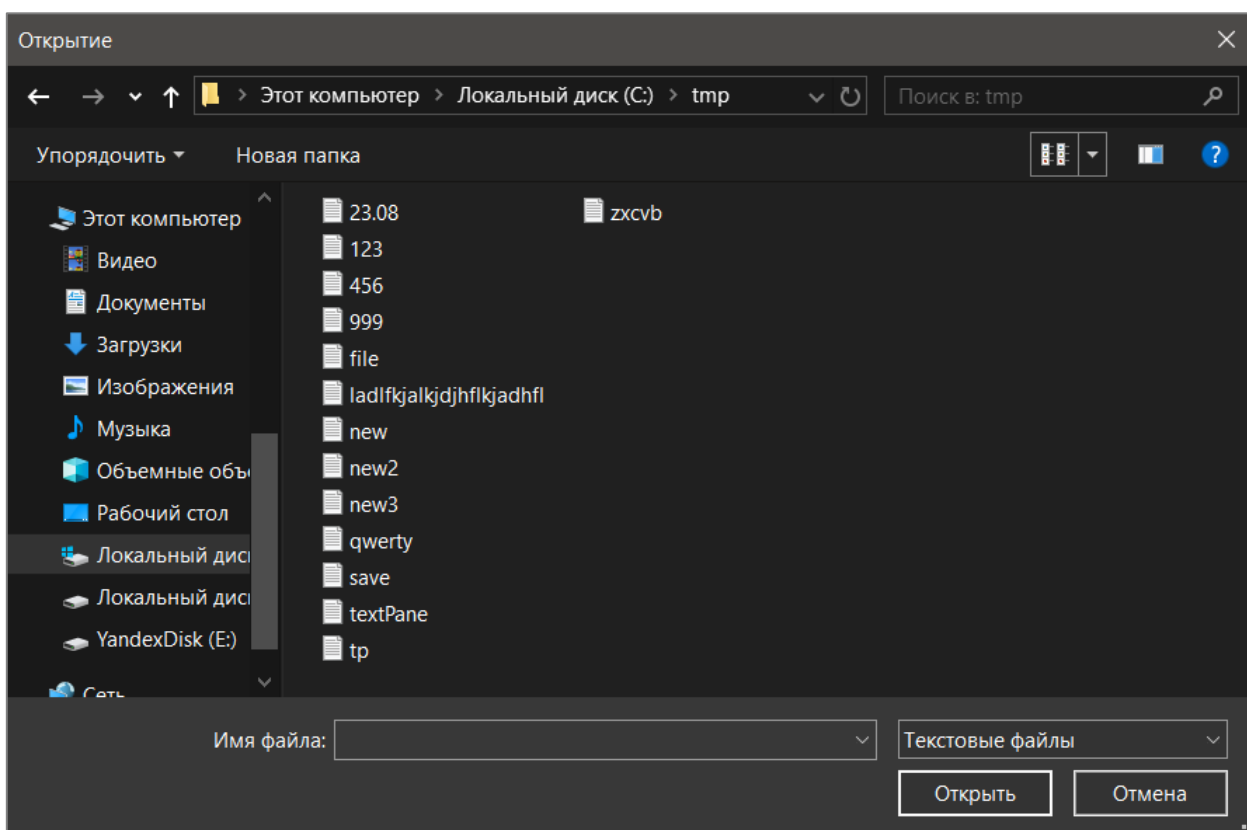 Открытие
Этот компьютер > Локальный диск (C:) > tmp
Поиск в: tmp
Упорядочить
Новая папка
Этот компьютер
Видео
Документы
Загрузки
Изображения
Музыка
Объемные объ
Рабочий стол
Локальный дис
Локальный дис
YandexDisk (E:)
Сеть
23.08
123
456
999
file
ladlfkjalkjdjhflkjadhfl
new
new2
new3
qwerty
save
textPane
tp
zxcvb
Имя файла:
Текстовые файлы
Открыть
Отмена